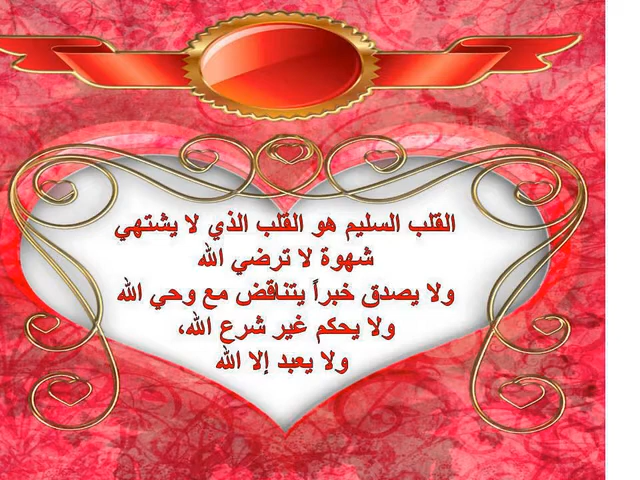 القلب السليم هو القلب الذي لا يشتهي
شهوة لا ترضي الله
ولا يصدق خبراً يتناقض مع وحي الله
ولا يحكم غير شرع الله،
ولا يعبد إلا الله